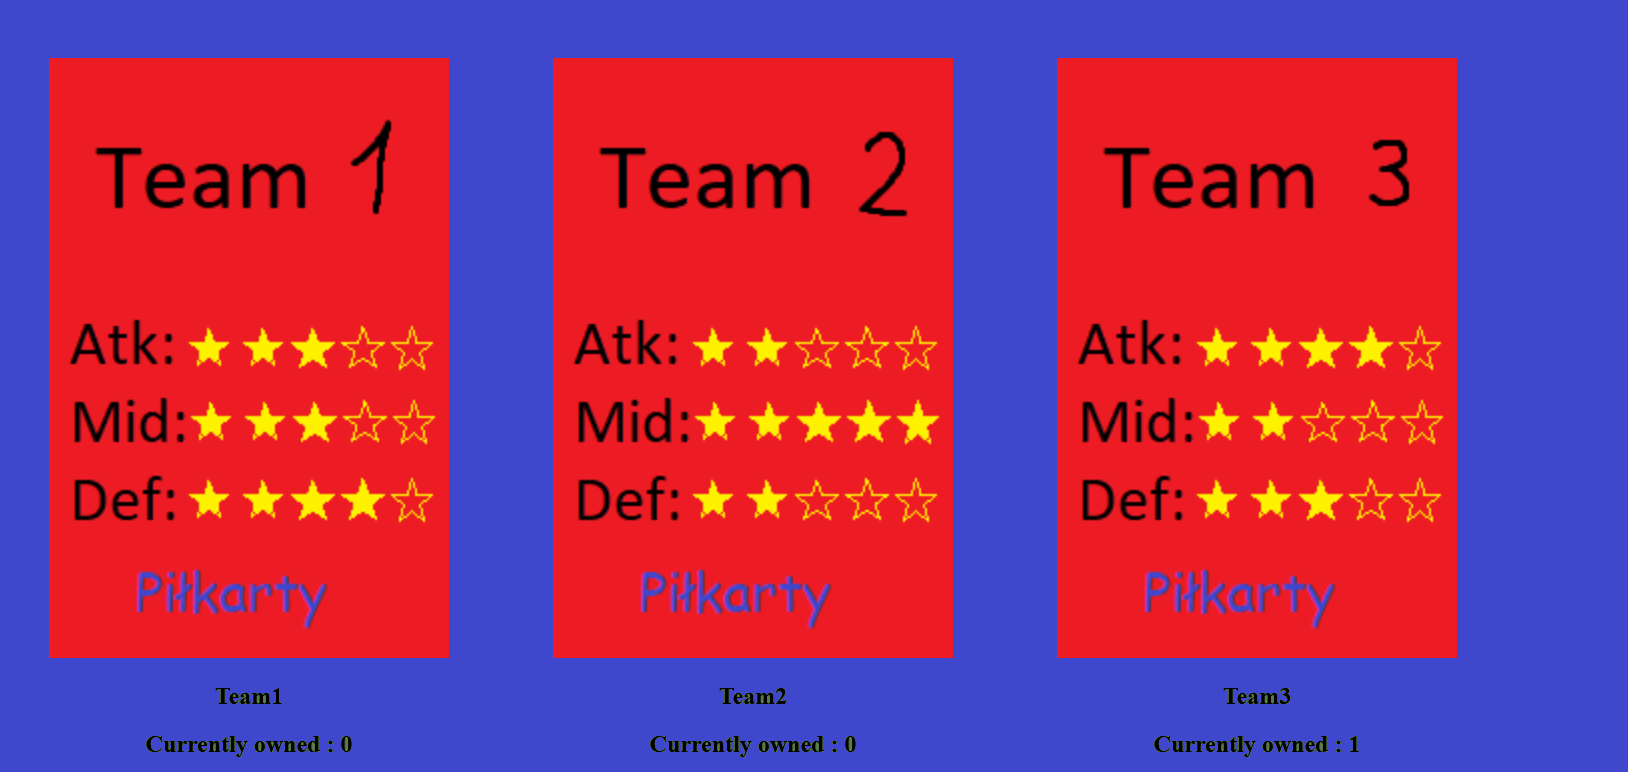 Team 1
Atk: ★★★☆☆
Mid: ★★★☆☆
Def: ★★★★☆
Piłkarty
Team1
Currently owned : 0
Team 2
Atk: ★★☆☆☆
Mid: ★★★★★
Def: ★★☆☆☆
Piłkarty
Team2
Currently owned : 0
Team 3
Atk: ★★★★☆
Mid: ★★☆☆☆
Def: ★★★☆☆
Piłkarty
Team3
Currently owned : 1